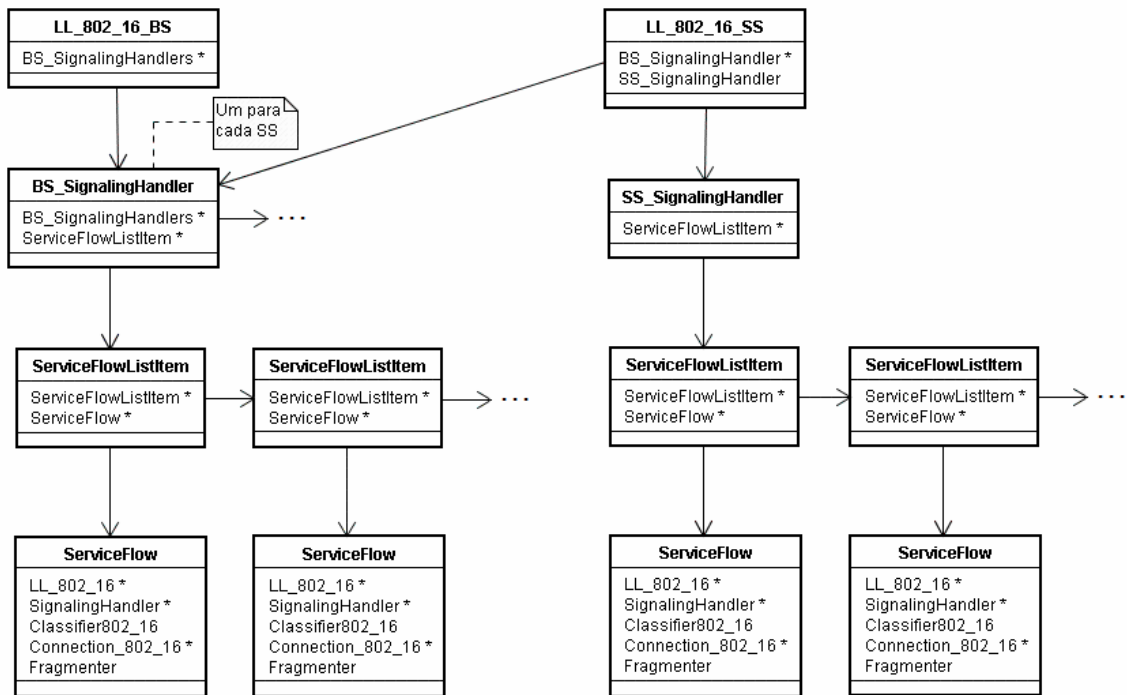 LL_802_16_BS
BS_SignalingHandlers *
LL_802_16_SS
BS_SignalingHandler *
SS_SignalingHandler
Um para
cada SS
BS_SignalingHandler
BS_SignalingHandlers *
ServiceFlowListItem *
...
SS_SignalingHandler
ServiceFlowListItem *
ServiceFlowListItem
ServiceFlowListItem *
ServiceFlow *
ServiceFlowListItem
ServiceFlowListItem *
ServiceFlow *
...
ServiceFlowListItem
ServiceFlowListItem *
ServiceFlow *
ServiceFlowListItem
ServiceFlowListItem *
ServiceFlow *
...
ServiceFlow
LL_802_16 *
SignalingHandler *
Classifier802_16
Connection_802_16 *
Fragmenter
ServiceFlow
LL_802_16 *
SignalingHandler *
Classifier802_16
Connection_802_16 *
Fragmenter
ServiceFlow
LL_802_16 *
SignalingHandler *
Classifier802_16
Connection_802_16 *
Fragmenter
ServiceFlow
LL_802_16 *
SignalingHandler *
Classifier802_16
Connection_802_16 *
Fragmenter